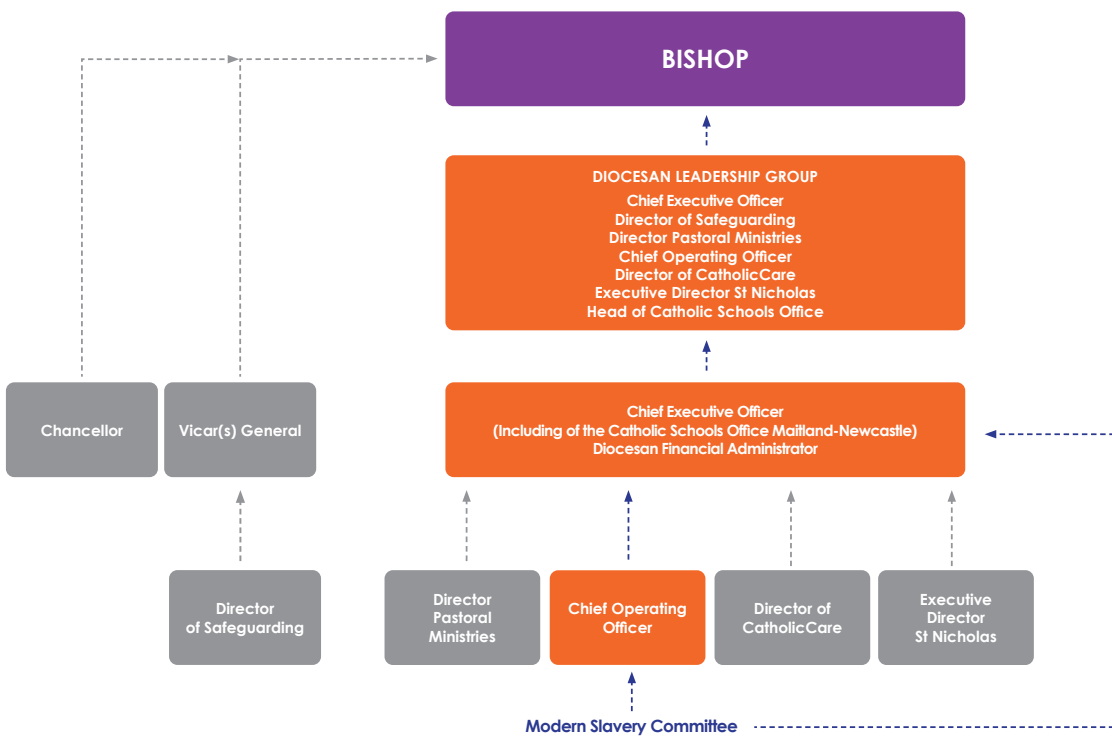 BISHOP
DIOCESAN LEADERSHIP GROUP
Chief Executive Officer
Director of Safeguarding
Director Pastoral Ministries
Chief Operating Officer
Director of CatholicCare
Executive Director St Nicholas
Head of Catholic Schools Office
Chancellor
Vicar(s) General
Chief Executive Officer
(Including of the Catholic Schools Office Maitland-Newcastle)
Diocesan Financial Administrator
Director
of Safeguarding
Director
Pastoral
Ministries
Chief Operating
Officer
Director of
CatholicCare
Executive
Director
St Nicholas
Modern Slavery Committee